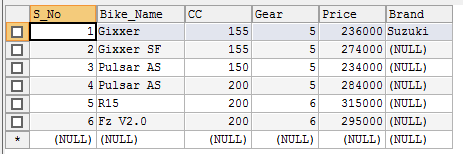 S_No Bike_Name CC Gear Price Brand
1 Gixxer 155 5 236000 Suzuki
2 Gixxer SF 155 5 274000 (NULL)
3 Pulsar AS 150 5 234000 (NULL)
4 Pulsar AS 200 5 284000 (NULL)
5 R15 200 6 315000 (NULL)
6 Fz V2.0 200 6 295000 (NULL)
* (NULL) (NULL) (NULL) (NULL) (NULL) (NULL)